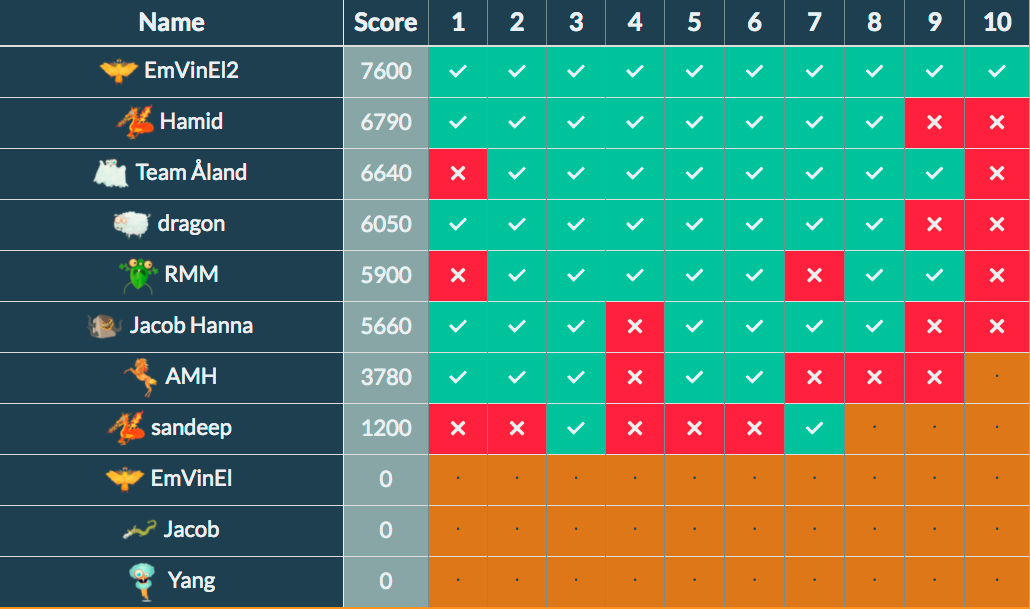 Name Score 1 2 3 4 5 6 7 8 9 10
EmVinEl2 7600 ✓ ✓ ✓ ✓ ✓ ✓ ✓ ✓ ✓ ✓
Hamid 6790 ✓ ✓ ✓ ✓ ✓ ✓ ✓ ✓ ✗ ✗
Team Åland 6640 ✗ ✓ ✓ ✓ ✓ ✓ ✓ ✓ ✓ ✗
dragon 6050 ✓ ✓ ✓ ✓ ✓ ✓ ✓ ✓ ✗ ✗
RMM 5900 ✗ ✓ ✓ ✓ ✓ ✓ ✗ ✓ ✓ ✗
Jacob Hanna 5660 ✓ ✓ ✓ ✗ ✓ ✓ ✓ ✓ ✗ ✗
AMH 3780 ✓ ✓ ✓ ✗ ✓ ✓ ✗ ✗ ✗ ·
sandeep 1200 ✗ ✗ ✓ ✗ ✗ ✗ ✓ · · ·
EmVinEl 0 · · · · · · · · · ·
Jacob 0 · · · · · · · · · ·
Yang 0 · · · · · · · · · ·